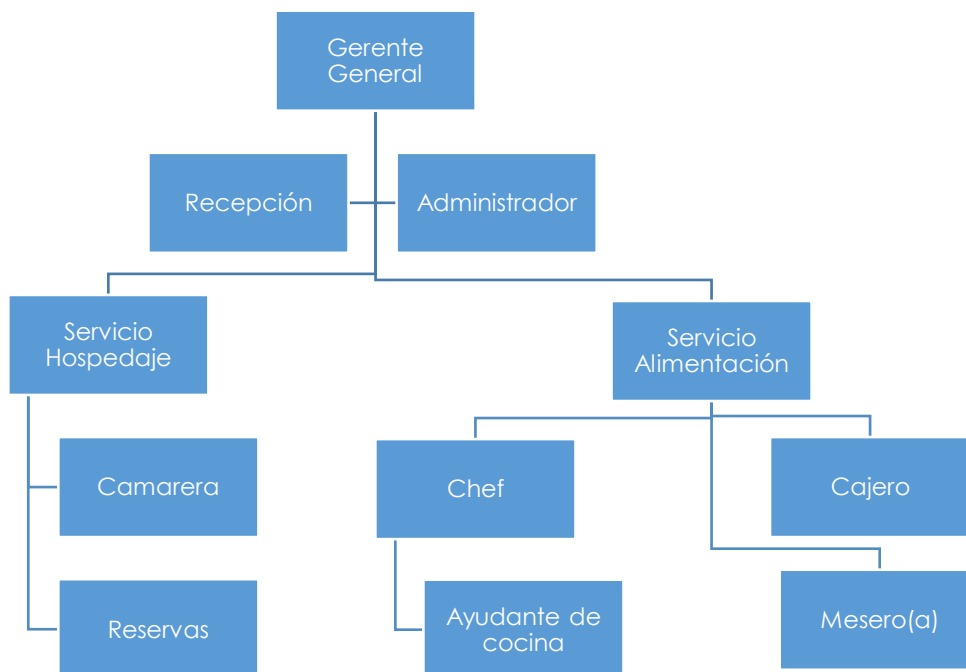 Gerente
General
Recepción
Administrador
Servicio
Hospedaje
Servicio
Alimentación
Camarera
Chef
Cajero
Reservas
Ayudante de
cocina
Mesero(a)